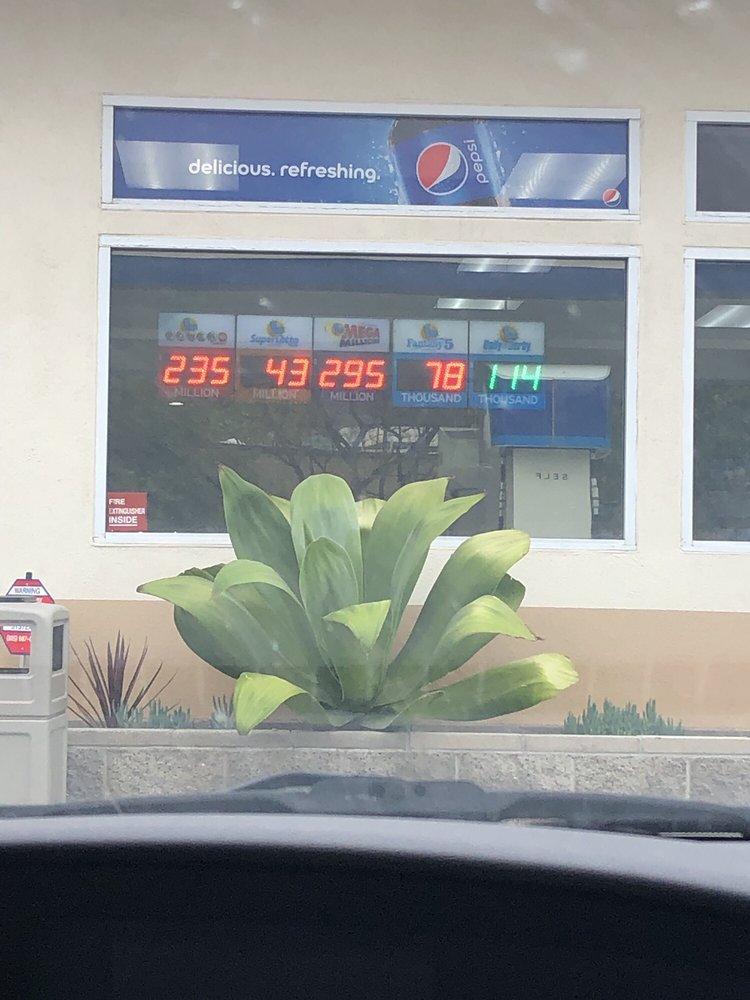 delicious. refreshing.
pepsi
SuperLotto
MEGA
MILLIONS
Fantasy 5
Daily Derby
235
43
295
78
114
MILLION
MILLION
MILLION
THOUSAND
THOUSAND
SELF
FIRE
EXTINGUISHER
INSIDE
WARNING